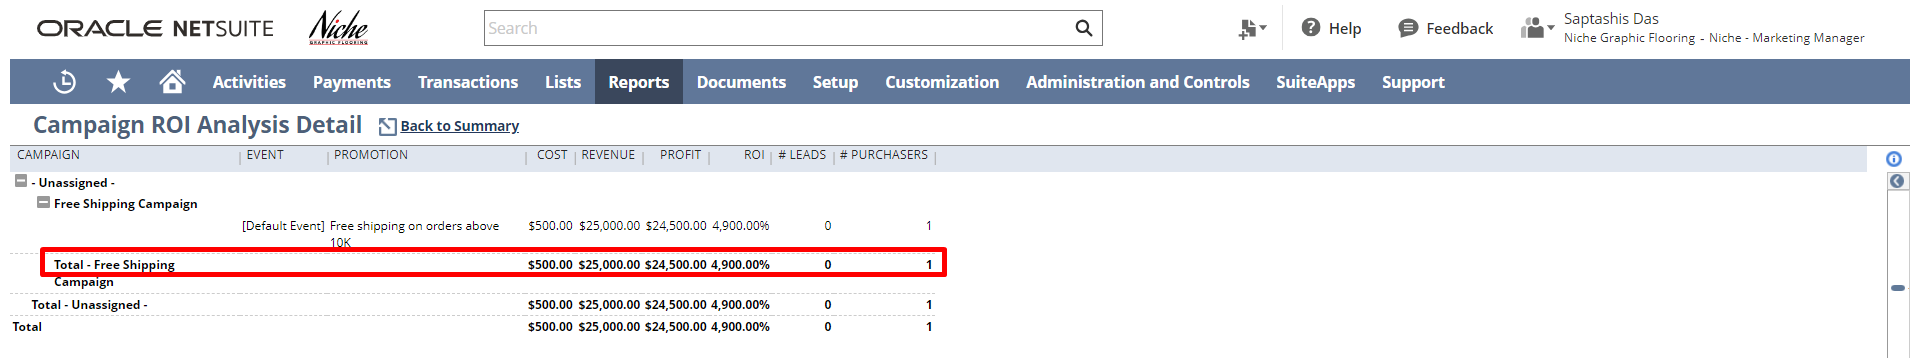 ORACLE NETSUITE
Niche
GRAPHIC FLOORING
Search
Help
Feedback
Saptashis Das
Niche Graphic Flooring - Niche - Marketing Manager
Activities Payments Transactions Lists Reports Documents Setup Customization Administration and Controls SuiteApps Support
Campaign ROI Analysis Detail Back to Summary
CAMPAIGN EVENT PROMOTION COST REVENUE PROFIT ROI # LEADS # PURCHASERS
- Unassigned -
Free Shipping Campaign
[Default Event] Free shipping on orders above $500.00 $25,000.00 $24,500.00 4,900.00% 0 1
10K
Total - Free Shipping $500.00 $25,000.00 $24,500.00 4,900.00% 0 1
Campaign
Total - Unassigned - $500.00 $25,000.00 $24,500.00 4,900.00% 0 1
Total $500.00 $25,000.00 $24,500.00 4,900.00% 0 1